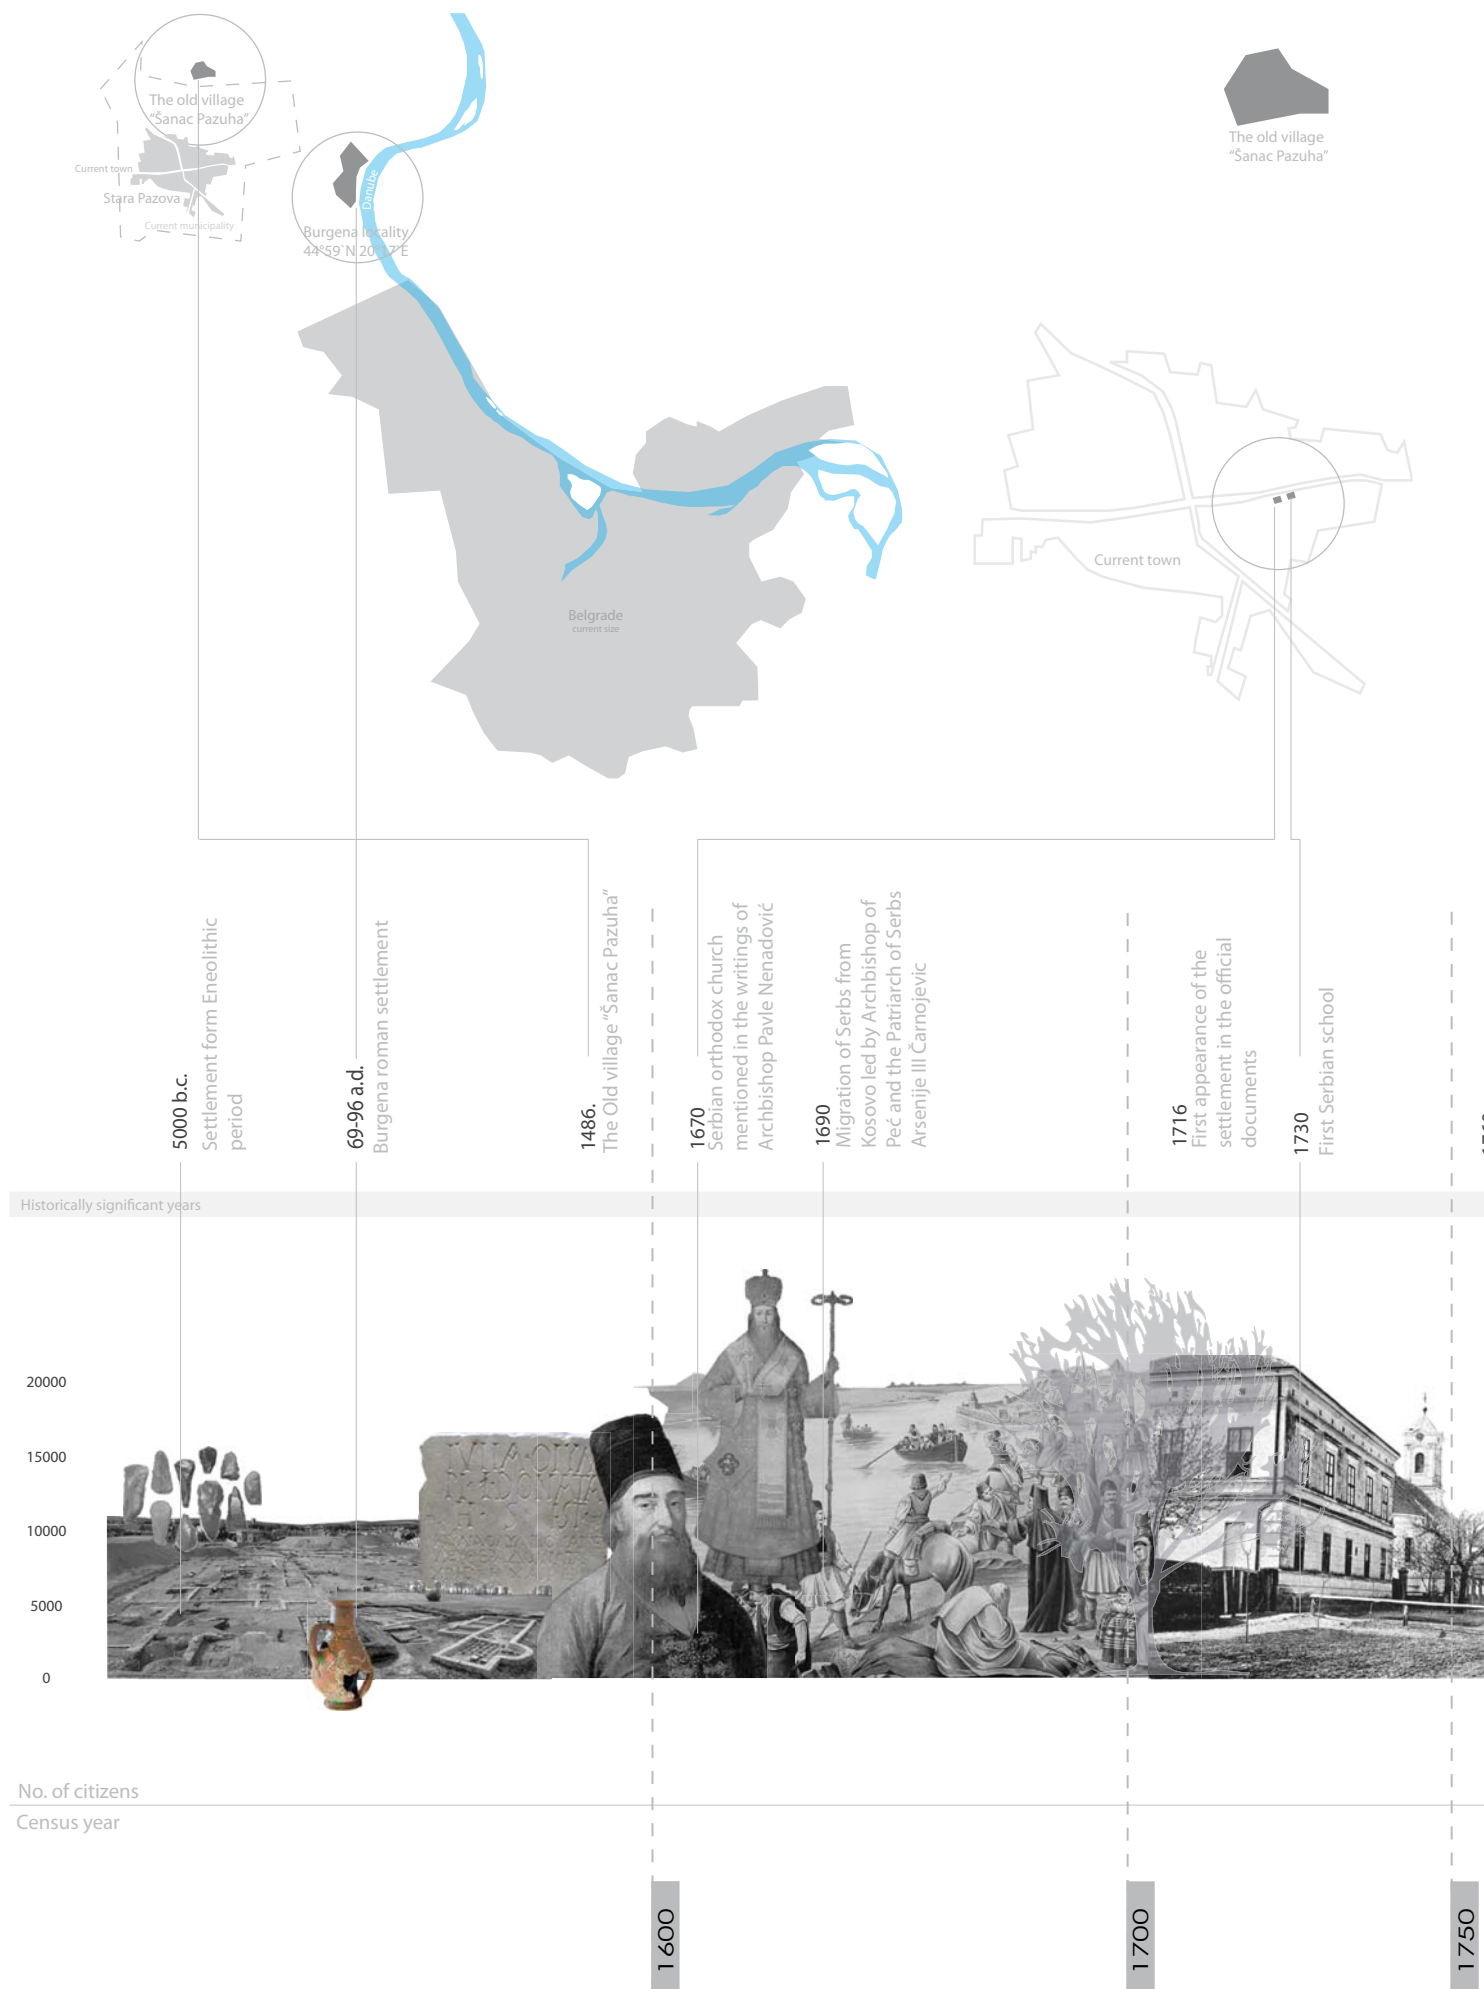 The old village
“Šanac Pazuha”
Current town
Stara Pazova
Current municipality
Danube
Burgena locality
44°59`N 20°17`E
The old village
“Šanac Pazuha”
Current town
Belgrade
current size
5000 b.c.
Settlement form Eneolithic
period
69-96 a.d.
Burgena roman settlement
1486.
The Old village “Šanac Pazuha”
1670
Serbian orthodox church
mentioned in the writings of
Archbishop Pavle Nenadović
1690
Migration of Serbs from
Kosovo led by Archbishop of
Peć and the Patriarch of Serbs
Arsenije III Čarnojevic
1716
First appearance of the
settlement in the official
documents
1730
First Serbian school
Historically significant years
20000
15000
10000
5000
0
No. of citizens
Census year
1600
1700
1750